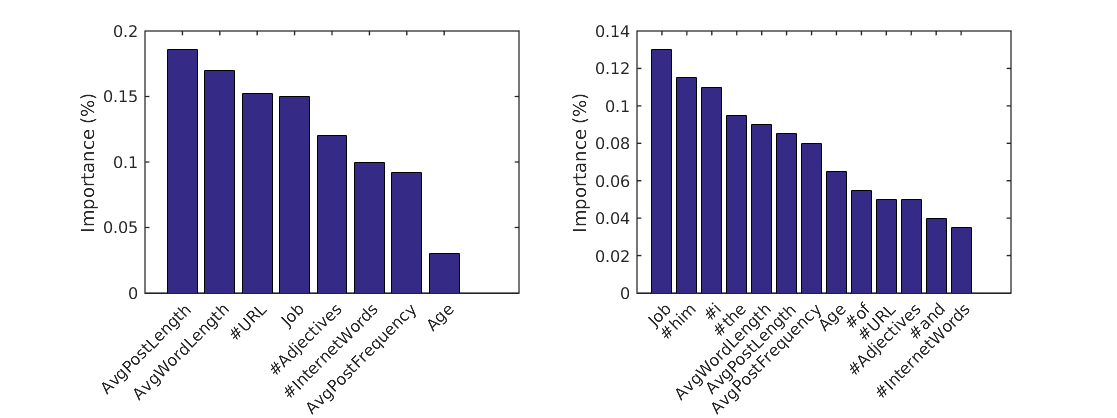 0.2
0.15
0.1
0.05
0
Importance (%)
AvgPostLength
AvgWordLength
#URL
Job
#Adjectives
#InternetWords
AvgPostFrequency
Age
0.14
0.12
0.1
0.08
0.06
0.04
0.02
0
Importance (%)
Job
#him
#i
#the
AvgWordLength
AvgPostLength
AvgPostFrequency
Age
#of
#URL
#Adjectives
#and
#InternetWords